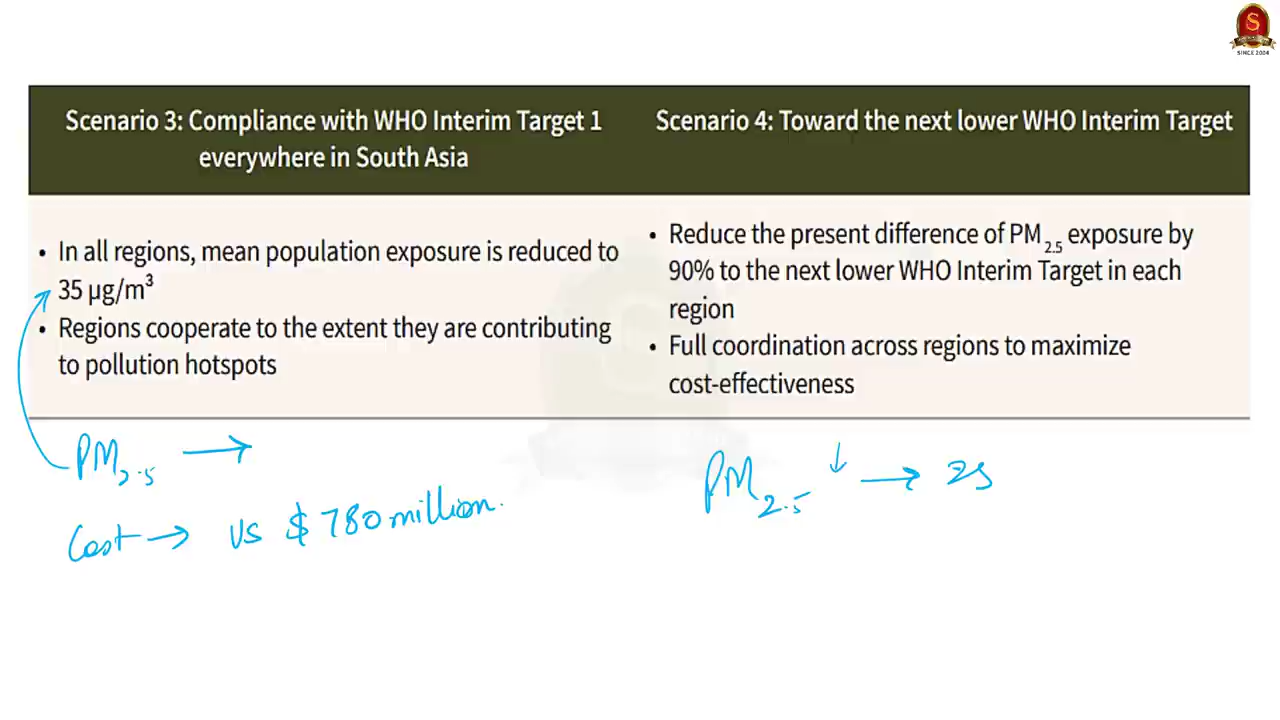 S
SINCE 2004
Scenario 3: Compliance with WHO Interim Target 1
everywhere in South Asia
Scenario 4: Toward the next lower WHO Interim Target
• In all regions, mean population exposure is reduced to
35 µg/m³
• Regions cooperate to the extent they are contributing
to pollution hotspots
• Reduce the present difference of PM2.5 exposure by
90% to the next lower WHO Interim Target in each
region
• Full coordination across regions to maximize
cost-effectiveness
PM2.5 →
Cost → US $ 780 million.
PM2.5 ↓ → 25